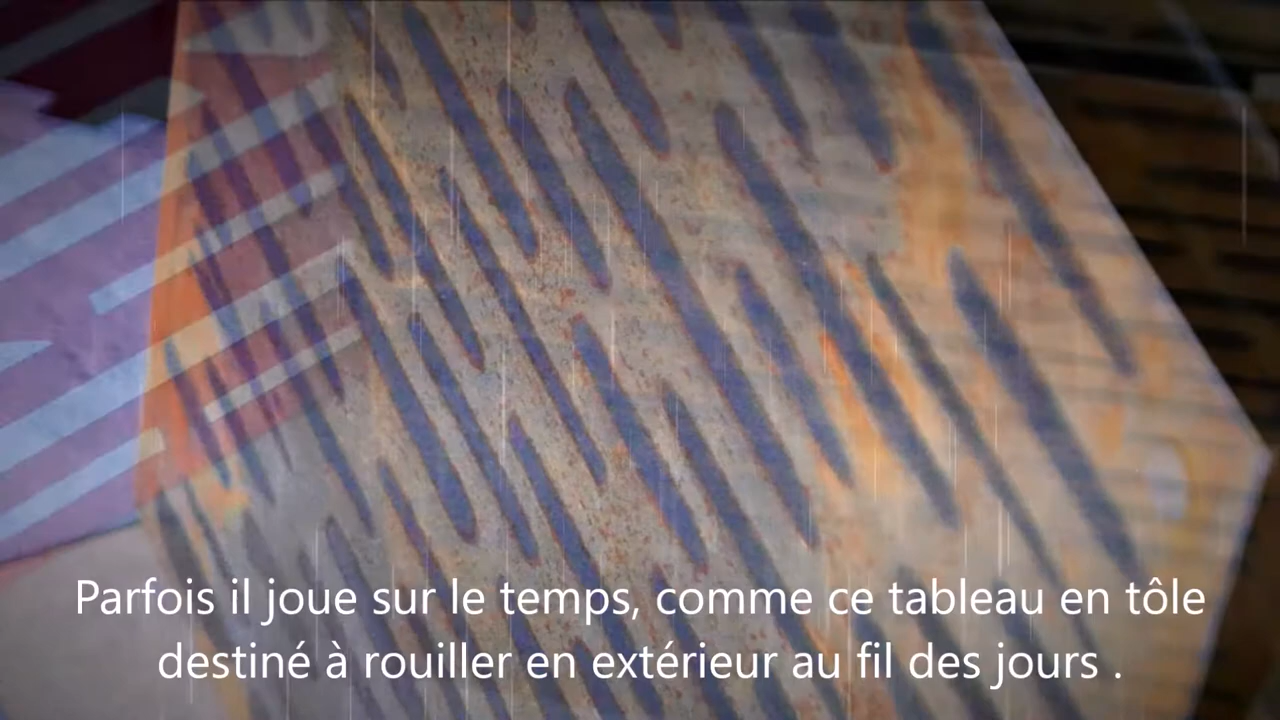 Parfois il joue sur le temps, comme ce tableau en tôle
destiné à rouiller en extérieur au fil des jours .